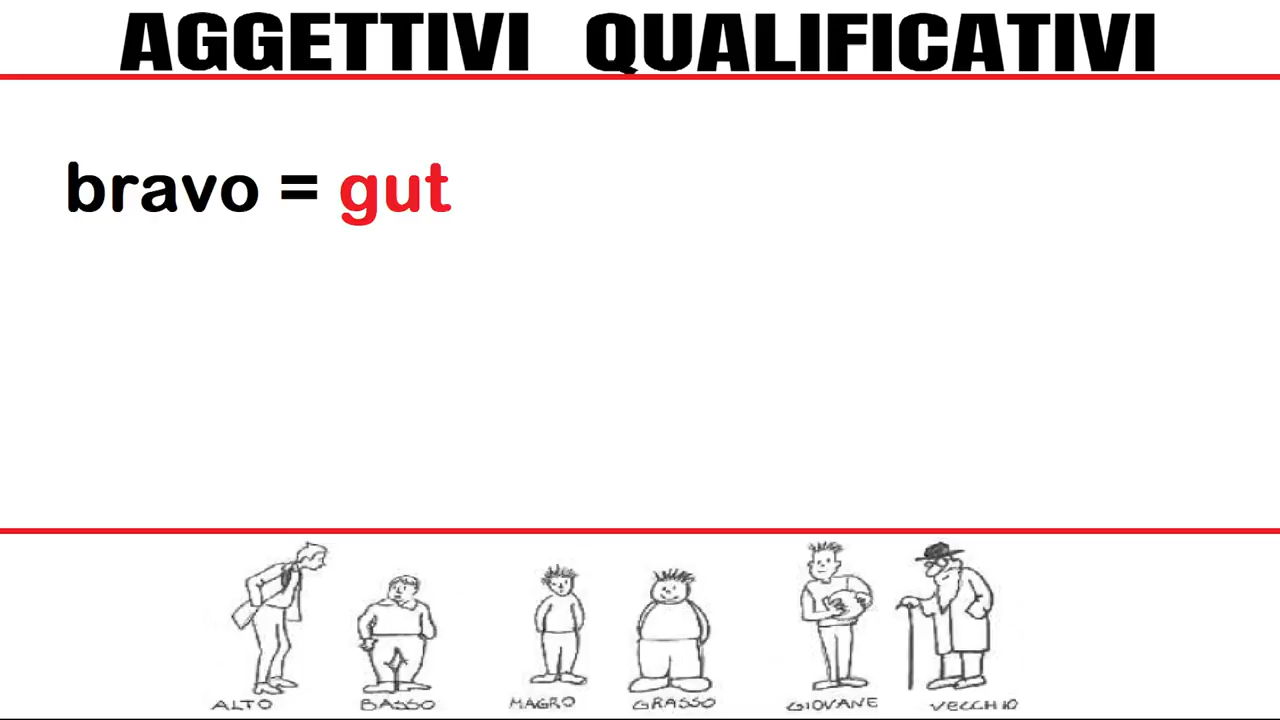 AGGETTIVI QUALIFICATIVI
bravo = gut
ALTO BASSO MAGRO GRASSO GIOVANE VECCHIO